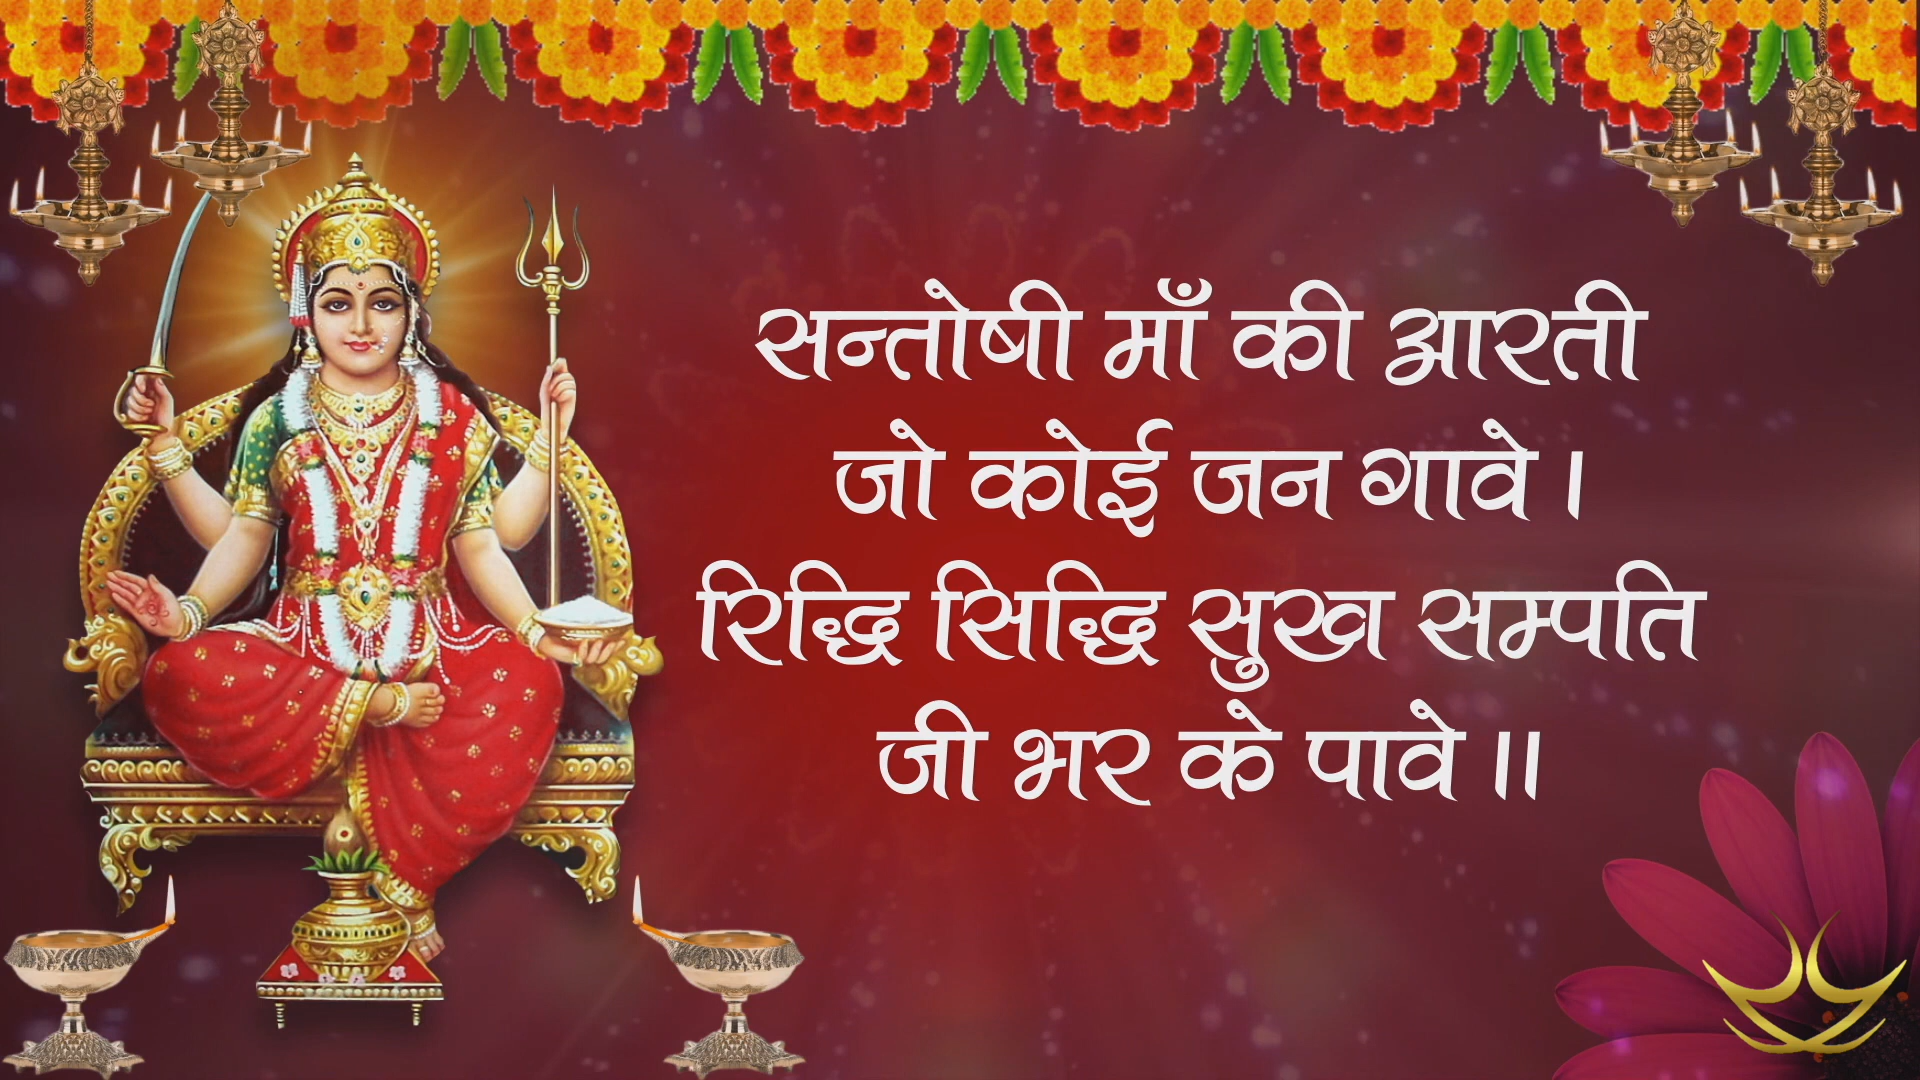 सन्तोषी माँ की आरती
जो कोई जन गावे ।
रिद्धि सिद्धि सुख सम्पति
जी भर के पावे ॥